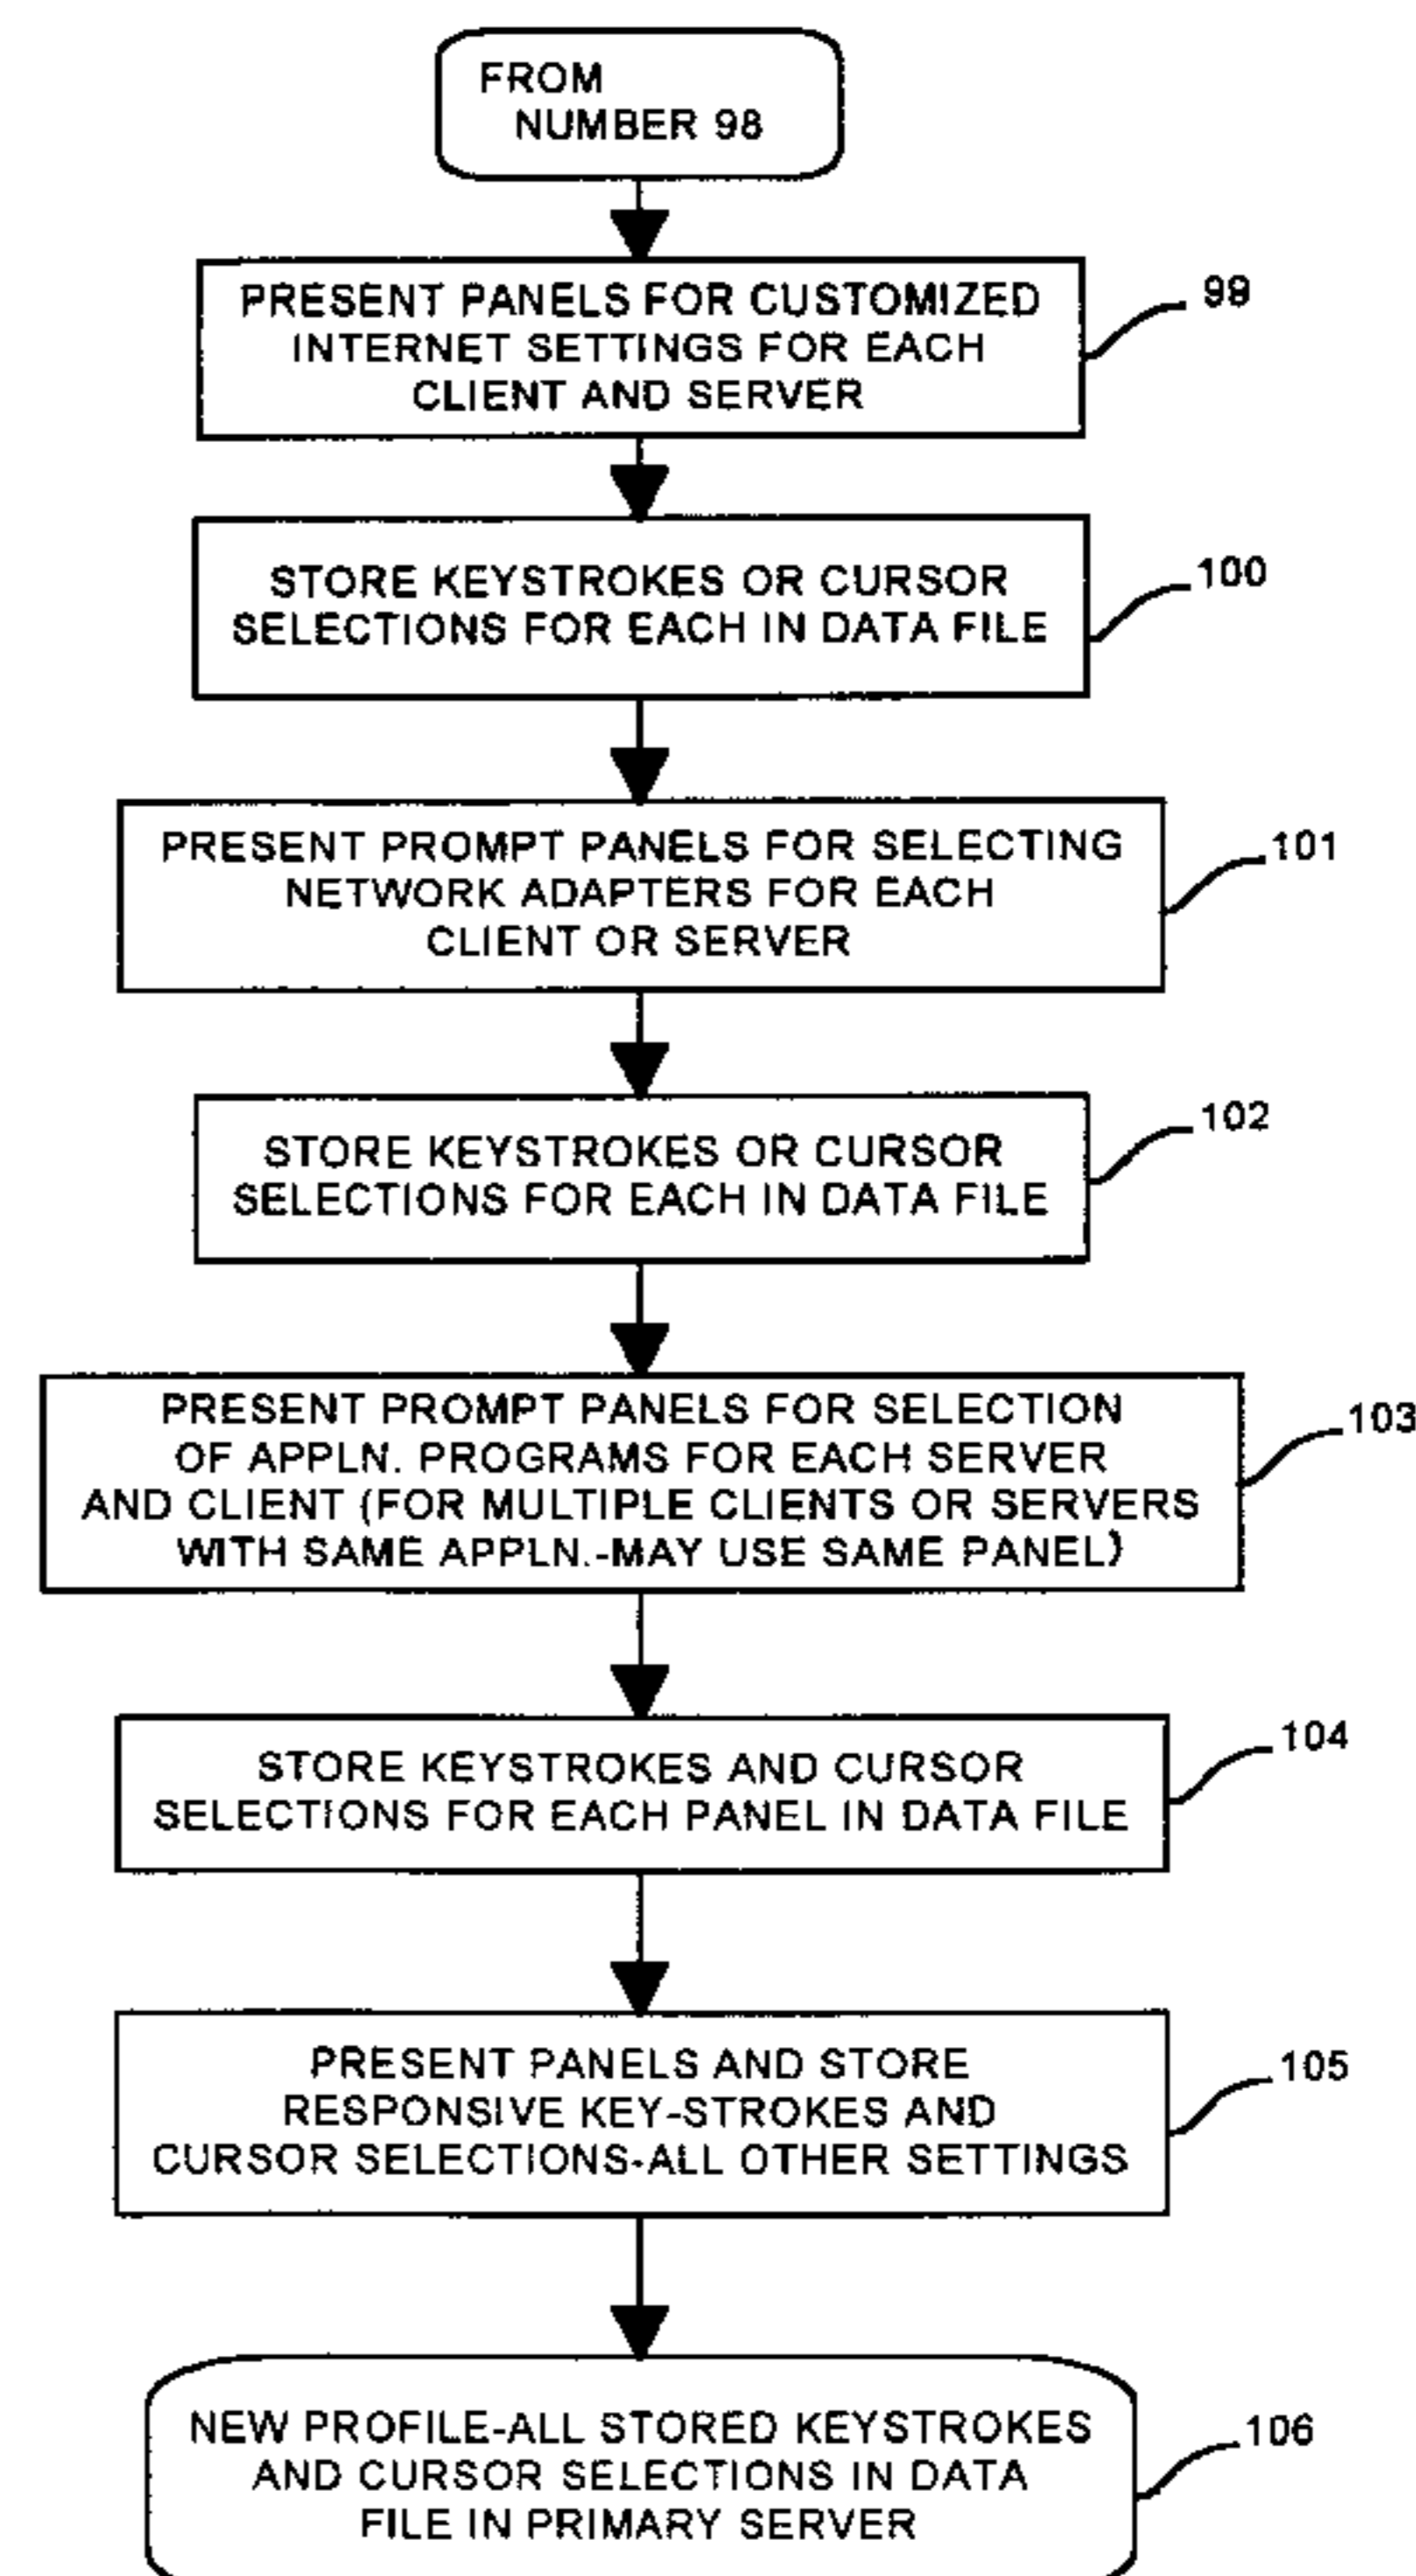 FROM
NUMBER 98
PRESENT PANELS FOR CUSTOMIZED
INTERNET SETTINGS FOR EACH
CLIENT AND SERVER
99
STORE KEYSTROKES OR CURSOR
SELECTIONS FOR EACH IN DATA FILE
100
PRESENT PROMPT PANELS FOR SELECTING
NETWORK ADAPTERS FOR EACH
CLIENT OR SERVER
101
STORE KEYSTROKES OR CURSOR
SELECTIONS FOR EACH IN DATA FILE
102
PRESENT PROMPT PANELS FOR SELECTION
OF APPLN. PROGRAMS FOR EACH SERVER
AND CLIENT (FOR MULTIPLE CLIENTS OR SERVERS
WITH SAME APPLN.-MAY USE SAME PANEL)
103
STORE KEYSTROKES AND CURSOR
SELECTIONS FOR EACH PANEL IN DATA FILE
104
PRESENT PANELS AND STORE
RESPONSIVE KEY-STROKES AND
CURSOR SELECTIONS-ALL OTHER SETTINGS
105
NEW PROFILE-ALL STORED KEYSTROKES
AND CURSOR SELECTIONS IN DATA
FILE IN PRIMARY SERVER
106